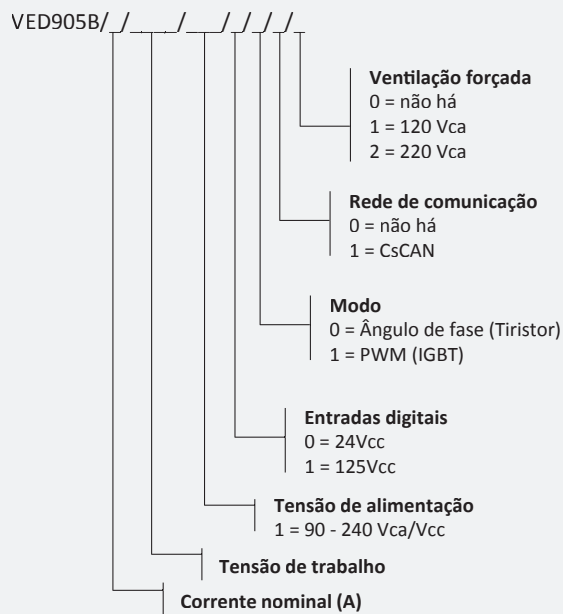 VED905B/_/____/___/_/_/_/_
Ventilação forçada
0 = não há
1 = 120 Vca
2 = 220 Vca
Rede de comunicação
0 = não há
1 = CsCAN
Modo
0 = Ângulo de fase (Tiristor)
1 = PWM (IGBT)
Entradas digitais
0 = 24Vcc
1 = 125Vcc
Tensão de alimentação
1 = 90 - 240 Vca/Vcc
Tensão de trabalho
Corrente nominal (A)